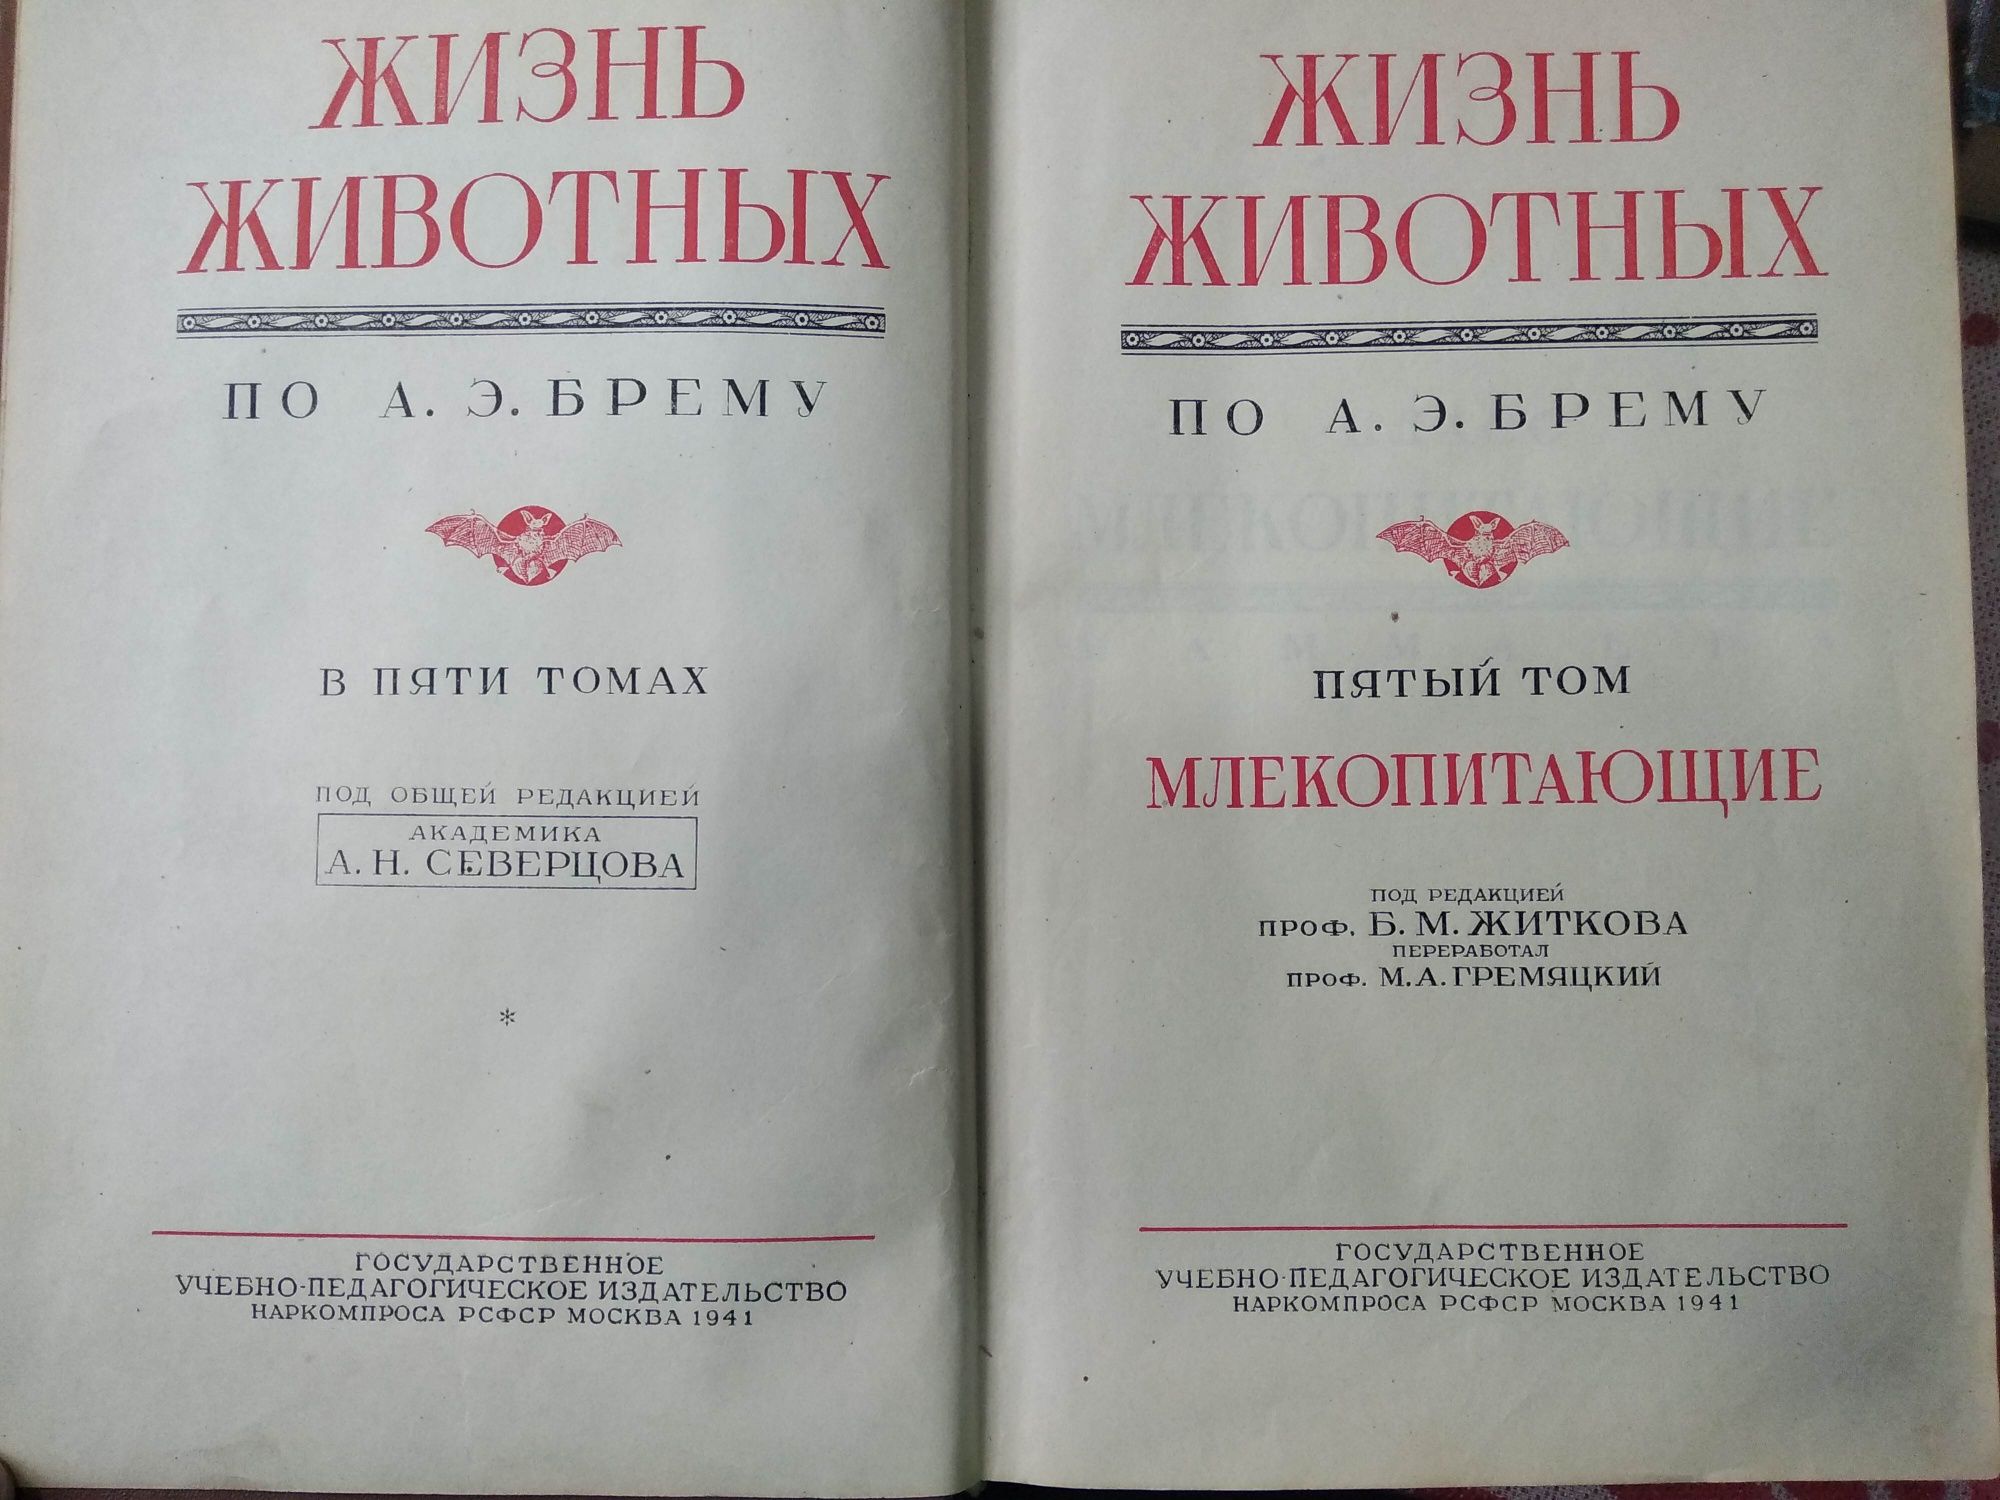 ЖИЗНЬ
ЖИВОТНЫХ
ПО А. Э. БРЕМУ
В ПЯТИ ТОМАХ
ПОД ОБЩЕЙ РЕДАКЦИЕЙ
АКАДЕМИКА
А. Н. СЕВЕРЦОВА
*
ГОСУДАРСТВЕННОЕ
УЧЕБНО-ПЕДАГОГИЧЕСКОЕ ИЗДАТЕЛЬСТВО
НАРКОМПРОСА РСФСР МОСКВА 1941
ЖИЗНЬ
ЖИВОТНЫХ
ПО А. Э. БРЕМУ
ПЯТЫЙ ТОМ
МЛЕКОПИТАЮЩИЕ
ПОД РЕДАКЦИЕЙ
ПРОФ. Б. М. ЖИТКОВА
ПЕРЕРАБОТАЛ
ПРОФ. М. А. ГРЕМЯЦКИЙ
ГОСУДАРСТВЕННОЕ
УЧЕБНО-ПЕДАГОГИЧЕСКОЕ ИЗДАТЕЛЬСТВО
НАРКОМПРОСА РСФСР МОСКВА 1941